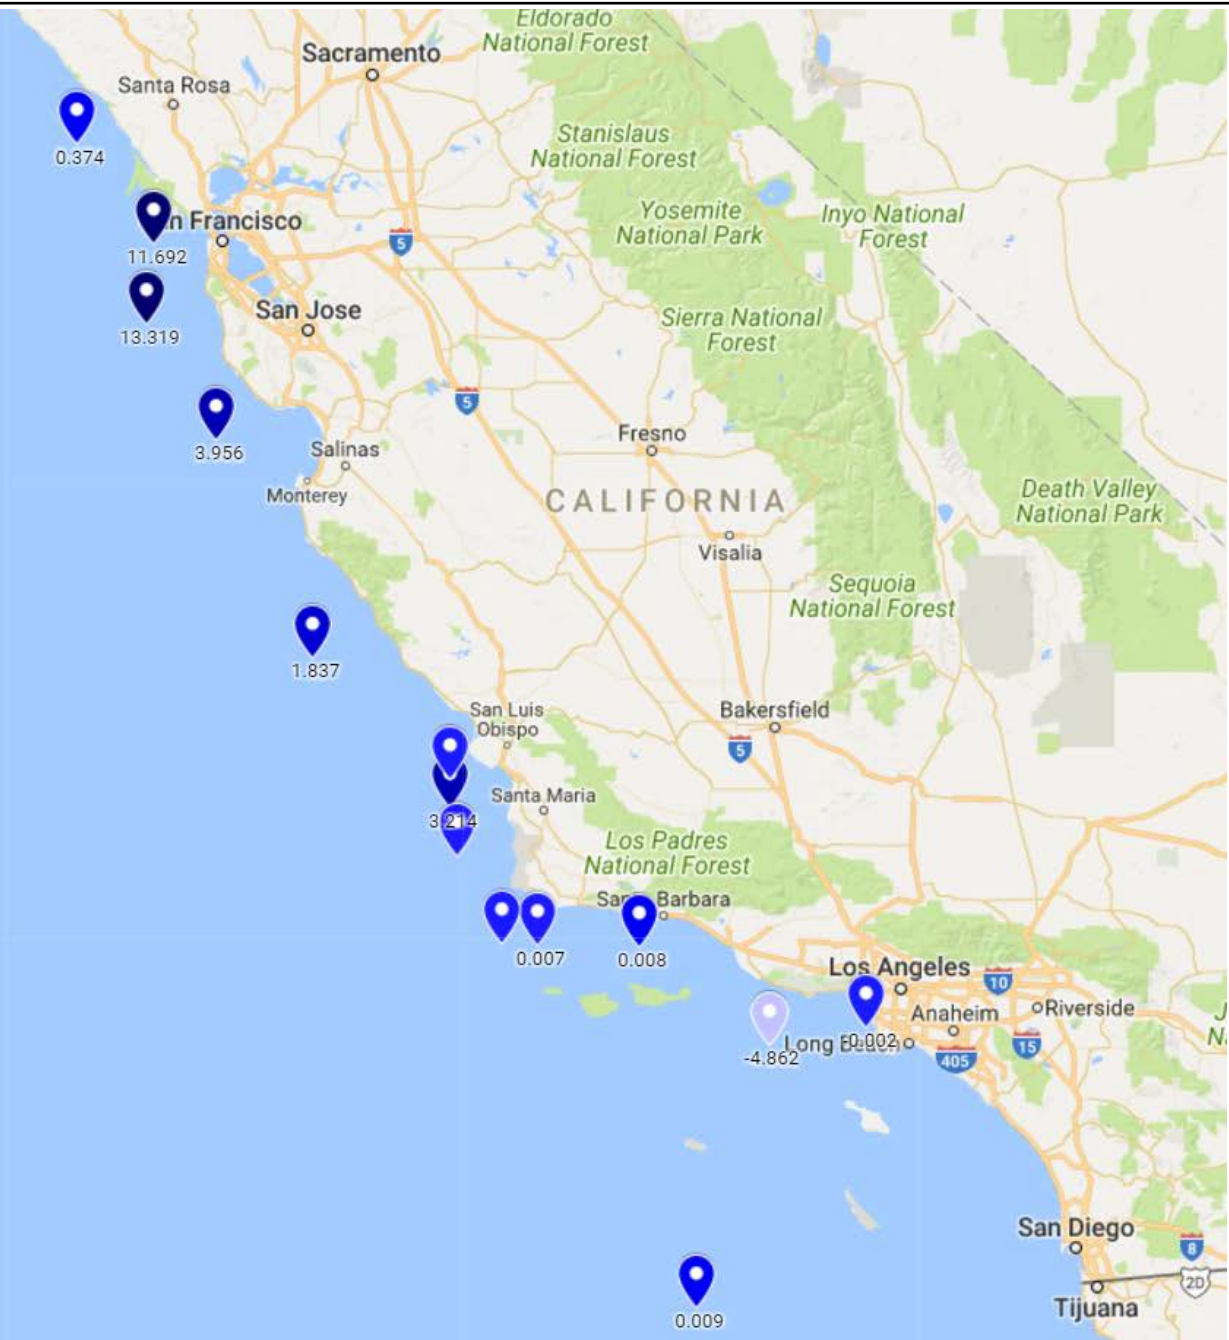 Eldorado
National Forest
Sacramento
Santa Rosa
0.374
Stanislaus
National Forest
Yosemite
National Park
Inyo National
Forest
n Francisco
11.692
5
13.319
San Jose
Sierra National
Forest
5
3.956
Salinas
Monterey
Fresno
CALIFORNIA
Death Valley
National Park
Visalia
Sequoia
National Forest
1.837
San Luis
Obispo
Bakersfield
5
3.214
Santa Maria
Los Padres
National Forest
Barbara
0.007
0.008
Los Angeles
10
Riverside
Anaheim
-4.862
Long
-0.002
405
15
J
N
San Diego
8
2D
Tijuana
0.009